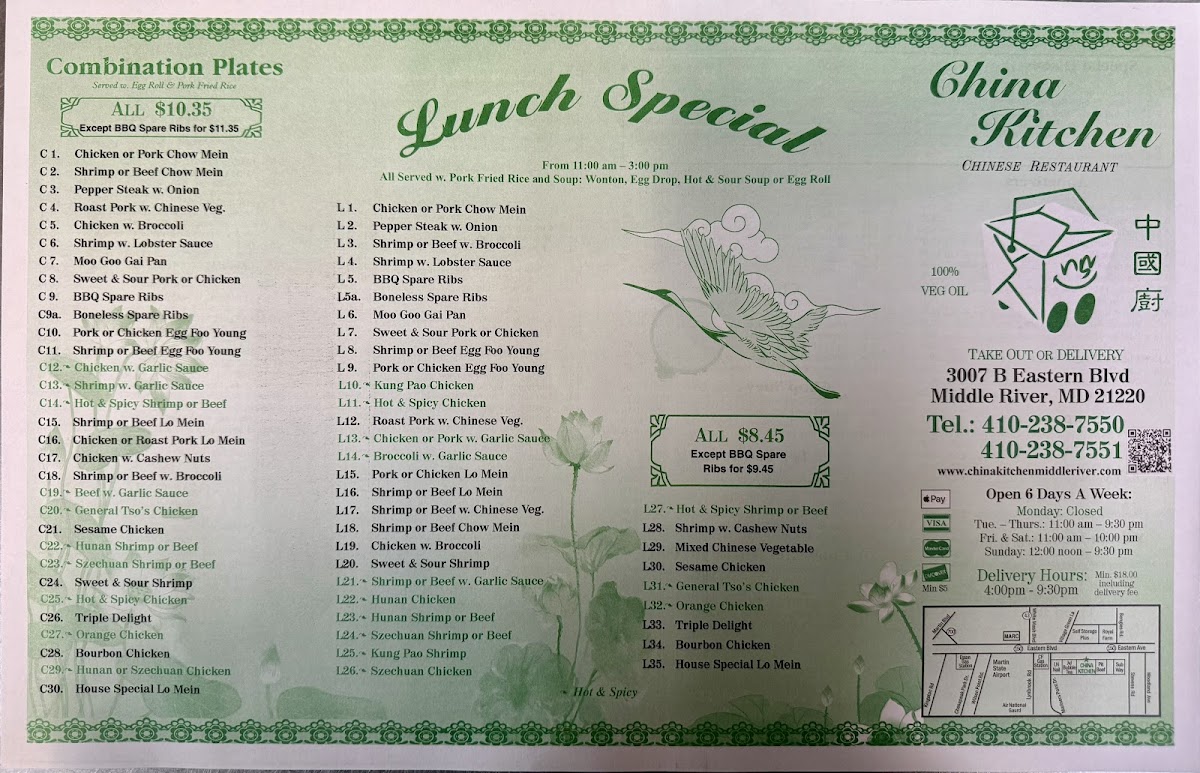 Combination Plates
Served w. Egg Roll & Pork Fried Rice
ALL $10.35
Except BBQ Spare Ribs for $11.35
C 1. Chicken or Pork Chow Mein
C 2. Shrimp or Beef Chow Mein
C 3. Pepper Steak w. Onion
C 4. Roast Pork w. Chinese Veg.
C 5. Chicken w. Broccoli
C 6. Shrimp w. Lobster Sauce
C 7. Moo Goo Gai Pan
C 8. Sweet & Sour Pork or Chicken
C 9. BBQ Spare Ribs
C9a. Boneless Spare Ribs
C10. Pork or Chicken Egg Foo Young
C11. Shrimp or Beef Egg Foo Young
C12. Chicken w. Garlic Sauce
C13. Shrimp w. Garlic Sauce
C14. Hot & Spicy Shrimp or Beef
C15. Shrimp or Beef Lo Mein
C16. Chicken or Roast Pork Lo Mein
C17. Chicken w. Cashew Nuts
C18. Shrimp or Beef w. Broccoli
C19. Beef w. Garlic Sauce
C20. General Tso's Chicken
C21. Sesame Chicken
C22. Hunan Shrimp or Beef
C23. Szechuan Shrimp or Beef
C24. Sweet & Sour Shrimp
C25. Hot & Spicy Chicken
C26. Triple Delight
C27. Orange Chicken
C28. Bourbon Chicken
C29. Hunan or Szechuan Chicken
C30. House Special Lo Mein
Lunch Special
From 11:00 am – 3:00 pm
All Served w. Pork Fried Rice and Soup: Wonton, Egg Drop, Hot & Sour Soup or Egg Roll
L 1. Chicken or Pork Chow Mein
L 2. Pepper Steak w. Onion
L 3. Shrimp or Beef w. Broccoli
L 4. Shrimp w. Lobster Sauce
L 5. BBQ Spare Ribs
L5a. Boneless Spare Ribs
L 6. Moo Goo Gai Pan
L 7. Sweet & Sour Pork or Chicken
L 8. Shrimp or Beef Egg Foo Young
L 9. Pork or Chicken Egg Foo Young
L10. Kung Pao Chicken
L11. Hot & Spicy Chicken
L12. Roast Pork w. Chinese Veg.
L13. Chicken or Pork w. Garlic Sauce
L14. Broccoli w. Garlic Sauce
L15. Pork or Chicken Lo Mein
L16. Shrimp or Beef Lo Mein
L17. Shrimp or Beef w. Chinese Veg.
L18. Shrimp or Beef Chow Mein
L19. Chicken w. Broccoli
L20. Sweet & Sour Shrimp
L21. Shrimp or Beef w. Garlic Sauce
L22. Hunan Chicken
L23. Hunan Shrimp or Beef
L24. Szechuan Shrimp or Beef
L25. Kung Pao Shrimp
L26. Szechuan Chicken
ALL $8.45
Except BBQ Spare
Ribs for $9.45
L27. Hot & Spicy Shrimp or Beef
L28. Shrimp w. Cashew Nuts
L29. Mixed Chinese Vegetable
L30. Sesame Chicken
L31. General Tso's Chicken
L32. Orange Chicken
L33. Triple Delight
L34. Bourbon Chicken
L35. House Special Lo Mein
Hot & Spicy
China
Kitchen
CHINESE RESTAURANT
中國廚
100%
VEG OIL
TAKE OUT OR DELIVERY
3007 B Eastern Blvd
Middle River, MD 21220
Tel.: 410-238-7550
410-238-7551
www.chinakitchenmiddleriver.com
Pay
VISA
MasterCard
DISCOVER
Min $5
Open 6 Days A Week:
Monday: Closed
Tue. – Thurs.: 11:00 am – 9:30 pm
Fri. & Sat.: 11:00 am – 10:00 pm
Sunday: 12:00 noon – 9:30 pm
Delivery Hours:
4:00pm - 9:30pm
Min. $18.00
including
delivery fee
MARC
Self Storage
Plus
Royal
Farm
Eastern Blvd
Eastern Ave
Martin
State
Airport
CHINA
KITCHEN
Sub
way
Air National
Guard